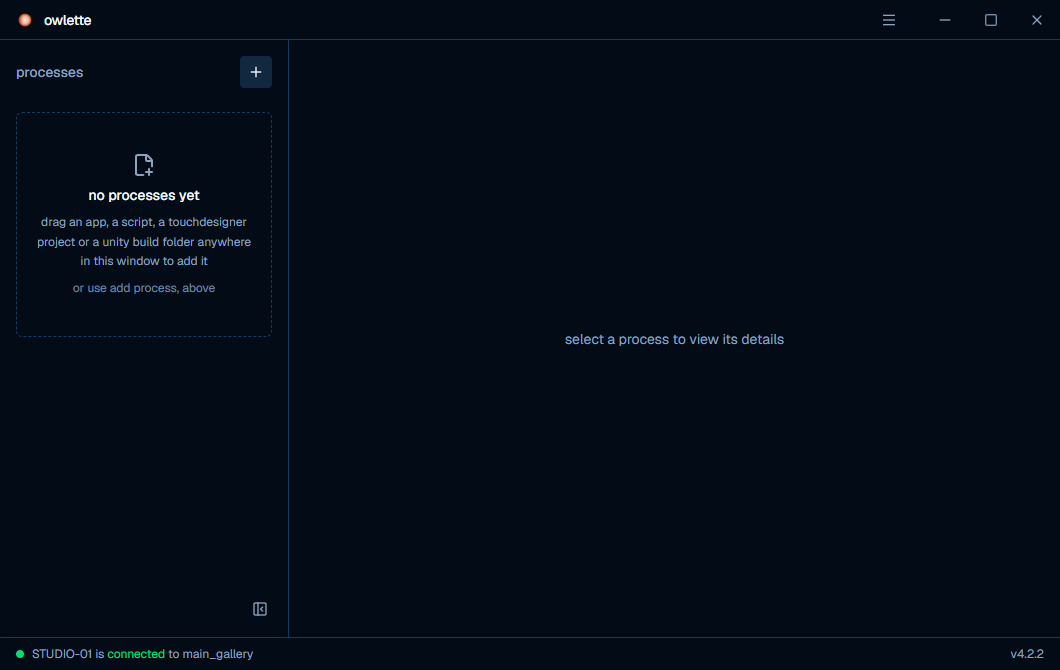 owlette
processes
no processes yet
drag an app, a script, a touchdesigner
project or a unity build folder anywhere
in this window to add it
or use add process, above
select a process to view its details
STUDIO-01 is connected to main_gallery
v4.2.2